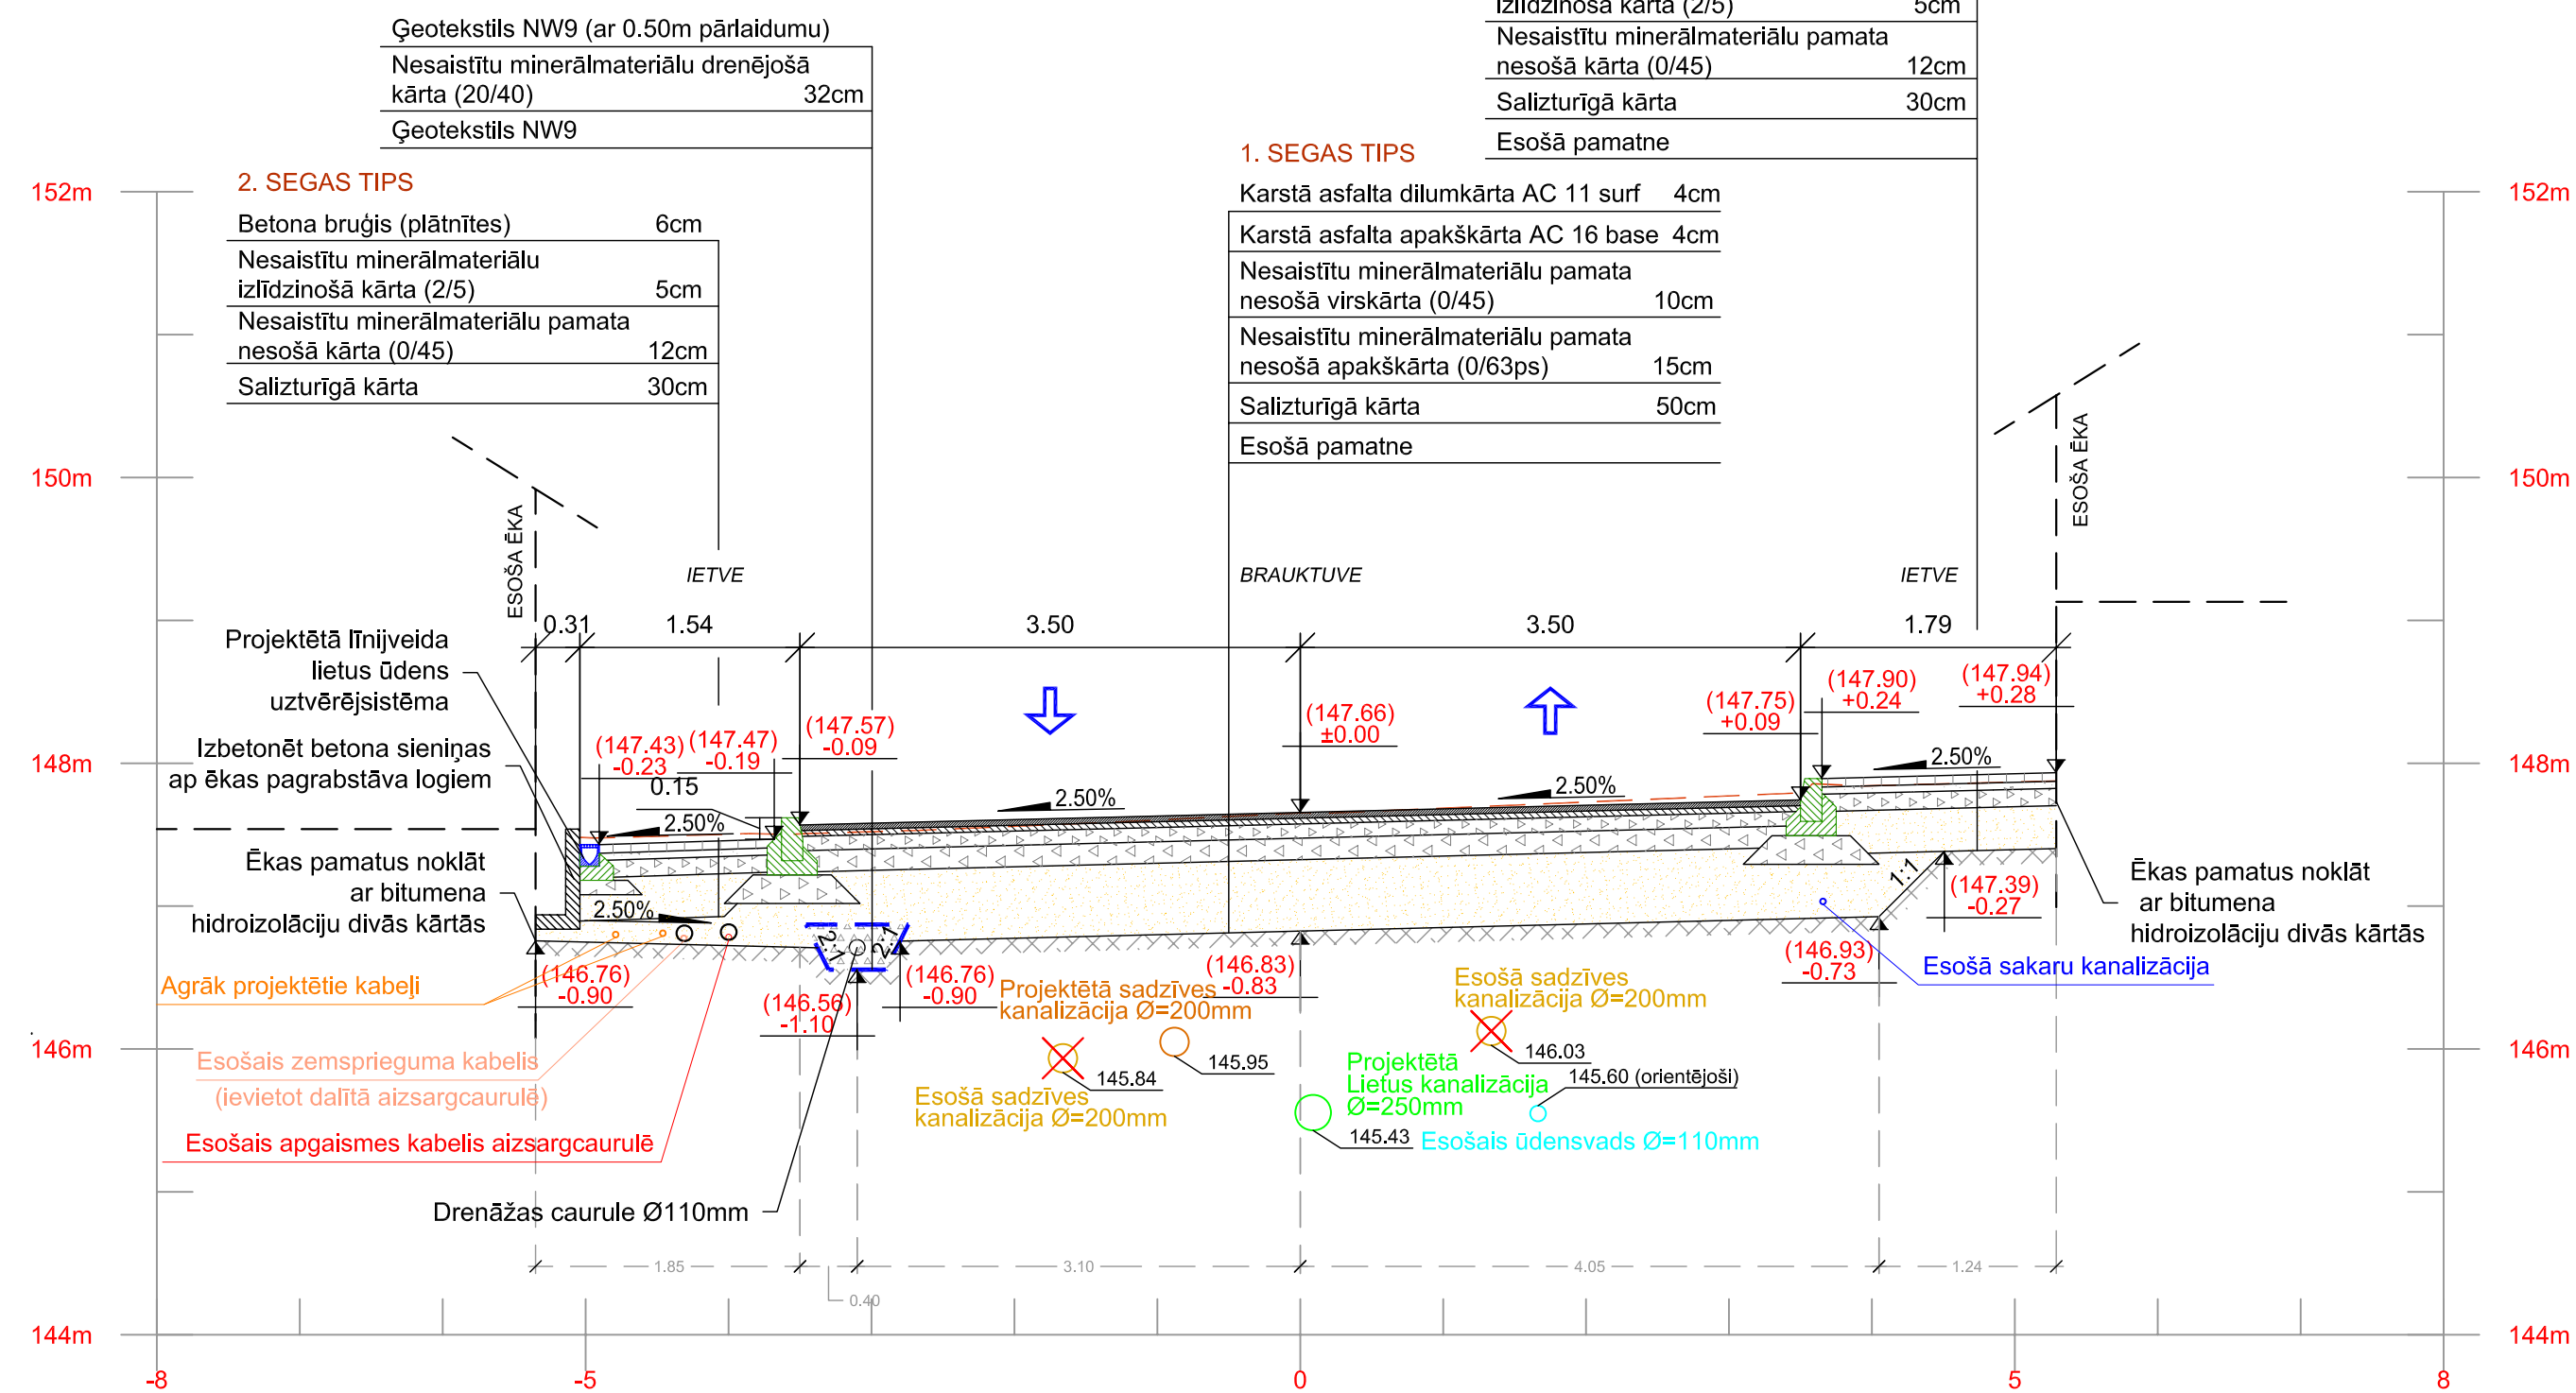 Ģeotekstils NW9 (ar 0.50m pārlaidumu)
Nesaistītu minerālmateriālu drenējošā
kārta (20/40) 32cm
Ģeotekstils NW9
izlīdzinošā kārta (2/5) 5cm
Nesaistītu minerālmateriālu pamata
nesošā kārta (0/45) 12cm
Salizturīgā kārta 30cm
Esošā pamatne
2. SEGAS TIPS
Betona bruģis (plātnītes) 6cm
Nesaistītu minerālmateriālu
izlīdzinošā kārta (2/5) 5cm
Nesaistītu minerālmateriālu pamata
nesošā kārta (0/45) 12cm
Salizturīgā kārta 30cm
1. SEGAS TIPS
Karstā asfalta dilumkārta AC 11 surf 4cm
Karstā asfalta apakškārta AC 16 base 4cm
Nesaistītu minerālmateriālu pamata
nesošā virskārta (0/45) 10cm
Nesaistītu minerālmateriālu pamata
nesošā apakškārta (0/63ps) 15cm
Salizturīgā kārta 50cm
Esošā pamatne
152m 152m
150m 150m
148m 148m
146m 146m
144m 144m
ESOŠA ĒKA
ESOŠA ĒKA
IETVE BRAUKTUVE IETVE
0.31 1.54 3.50 3.50 1.79
Projektētā līnijveida
lietus ūdens
uztvērējsistēma
Izbetonēt betona sieniņas
ap ēkas pagrabstāva logiem
Ēkas pamatus noklāt
ar bitumena
hidroizolāciju divās kārtās
(147.43)
-0.23
(147.47)
-0.19
(147.57)
-0.09
(147.66)
±0.00
(147.75)
+0.09
(147.90)
+0.24
(147.94)
+0.28
0.15
2.50% 2.50% 2.50% 2.50%
2.50%
2:1 2:1
1:1
(146.76)
-0.90
(146.56)
-1.10
(146.76)
-0.90
(146.83)
-0.83
(146.93)
-0.73
(147.39)
-0.27
Ēkas pamatus noklāt
ar bitumena
hidroizolāciju divās kārtās
Esošā sakaru kanalizācija
Agrāk projektētie kabeļi
Esošais zemsprieguma kabelis
(ievietot dalītā aizsargcaurulē)
Esošais apgaismes kabelis aizsargcaurulē
Drenāžas caurule Ø110mm
Projektētā sadzīves
kanalizācija Ø=200mm
145.95
145.84
Esošā sadzīves
kanalizācija Ø=200mm
Esošā sadzīves
kanalizācija Ø=200mm
146.03
Projektētā
Lietus kanalizācija
Ø=250mm
145.43
145.60 (orientējoši)
Esošais ūdensvads Ø=110mm
1.85 0.40 3.10 4.05 1.24
-8 -5 0 5 8